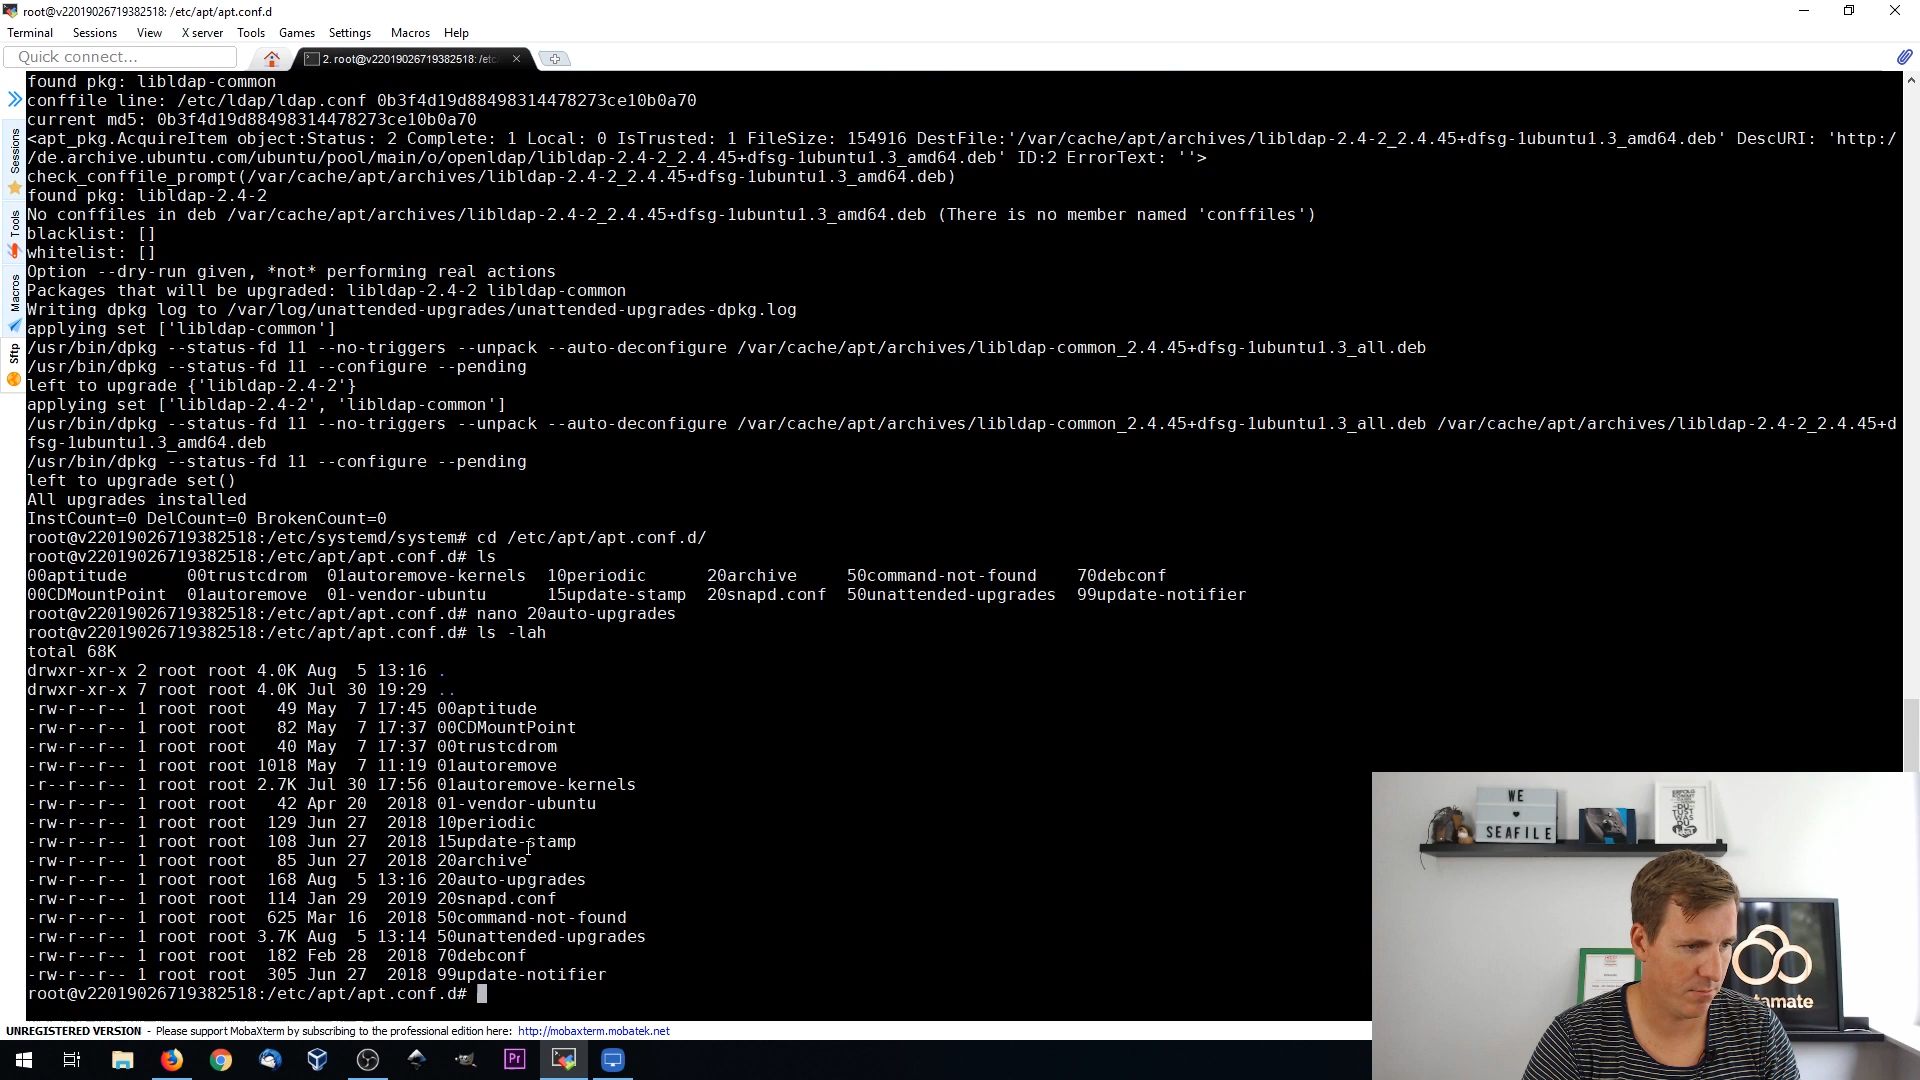 root@v22019026719382518: /etc/apt/apt.conf.d
Terminal Sessions View X server Tools Games Settings Macros Help
Quick connect...
2. root@v22019026719382518: /etc
Sessions
Tools
Macros
Sftp
found pkg: libldap-common
conffile line: /etc/ldap/ldap.conf 0b3f4d19d88498314478273ce10b0a70
current md5: 0b3f4d19d88498314478273ce10b0a70
<apt_pkg.AcquireItem object:Status: 2 Complete: 1 Local: 0 IsTrusted: 1 FileSize: 154916 DestFile:'/var/cache/apt/archives/libldap-2.4-2_2.4.45+dfsg-1ubuntu1.3_amd64.deb' DescURI: 'http:/
/de.archive.ubuntu.com/ubuntu/pool/main/o/openldap/libldap-2.4-2_2.4.45+dfsg-1ubuntu1.3_amd64.deb' ID:2 ErrorText: ''>
check_conffile_prompt(/var/cache/apt/archives/libldap-2.4-2_2.4.45+dfsg-1ubuntu1.3_amd64.deb)
found pkg: libldap-2.4-2
No conffiles in deb /var/cache/apt/archives/libldap-2.4-2_2.4.45+dfsg-1ubuntu1.3_amd64.deb (There is no member named 'conffiles')
blacklist: []
whitelist: []
Option --dry-run given, *not* performing real actions
Packages that will be upgraded: libldap-2.4-2 libldap-common
Writing dpkg log to /var/log/unattended-upgrades/unattended-upgrades-dpkg.log
applying set ['libldap-common']
/usr/bin/dpkg --status-fd 11 --no-triggers --unpack --auto-deconfigure /var/cache/apt/archives/libldap-common_2.4.45+dfsg-1ubuntu1.3_all.deb
/usr/bin/dpkg --status-fd 11 --configure --pending
left to upgrade {'libldap-2.4-2'}
applying set ['libldap-2.4-2', 'libldap-common']
/usr/bin/dpkg --status-fd 11 --no-triggers --unpack --auto-deconfigure /var/cache/apt/archives/libldap-common_2.4.45+dfsg-1ubuntu1.3_all.deb /var/cache/apt/archives/libldap-2.4-2_2.4.45+d
fsg-1ubuntu1.3_amd64.deb
/usr/bin/dpkg --status-fd 11 --configure --pending
left to upgrade set()
All upgrades installed
InstCount=0 DelCount=0 BrokenCount=0
root@v22019026719382518:/etc/systemd/system# cd /etc/apt/apt.conf.d/
root@v22019026719382518:/etc/apt/apt.conf.d# ls
00aptitude 00trustcdrom 01autoremove-kernels 10periodic 20archive 50command-not-found 70debconf
00CDMountPoint 01autoremove 01-vendor-ubuntu 15update-stamp 20snapd.conf 50unattended-upgrades 99update-notifier
root@v22019026719382518:/etc/apt/apt.conf.d# nano 20auto-upgrades
root@v22019026719382518:/etc/apt/apt.conf.d# ls -lah
total 68K
drwxr-xr-x 2 root root 4.0K Aug 5 13:16 .
drwxr-xr-x 7 root root 4.0K Jul 30 19:29 ..
-rw-r--r-- 1 root root 49 May 7 17:45 00aptitude
-rw-r--r-- 1 root root 82 May 7 17:37 00CDMountPoint
-rw-r--r-- 1 root root 40 May 7 17:37 00trustcdrom
-rw-r--r-- 1 root root 1018 May 7 11:19 01autoremove
-r--r--r-- 1 root root 2.7K Jul 30 17:56 01autoremove-kernels
-rw-r--r-- 1 root root 42 Apr 20 2018 01-vendor-ubuntu
-rw-r--r-- 1 root root 129 Jun 27 2018 10periodic
-rw-r--r-- 1 root root 108 Jun 27 2018 15update-stamp
-rw-r--r-- 1 root root 85 Jun 27 2018 20archive
-rw-r--r-- 1 root root 168 Aug 5 13:16 20auto-upgrades
-rw-r--r-- 1 root root 114 Jan 29 2019 20snapd.conf
-rw-r--r-- 1 root root 625 Mar 16 2018 50command-not-found
-rw-r--r-- 1 root root 3.7K Aug 5 13:14 50unattended-upgrades
-rw-r--r-- 1 root root 182 Feb 28 2018 70debconf
-rw-r--r-- 1 root root 305 Jun 27 2018 99update-notifier
root@v22019026719382518:/etc/apt/apt.conf.d#
WE
♥
SEAFILE
ERFOLG
KOMMT
DU
TUST
WAS DU
tamate
UNREGISTERED VERSION - Please support MobaXterm by subscribing to the professional edition here: http://mobaxterm.mobatek.net
Pr